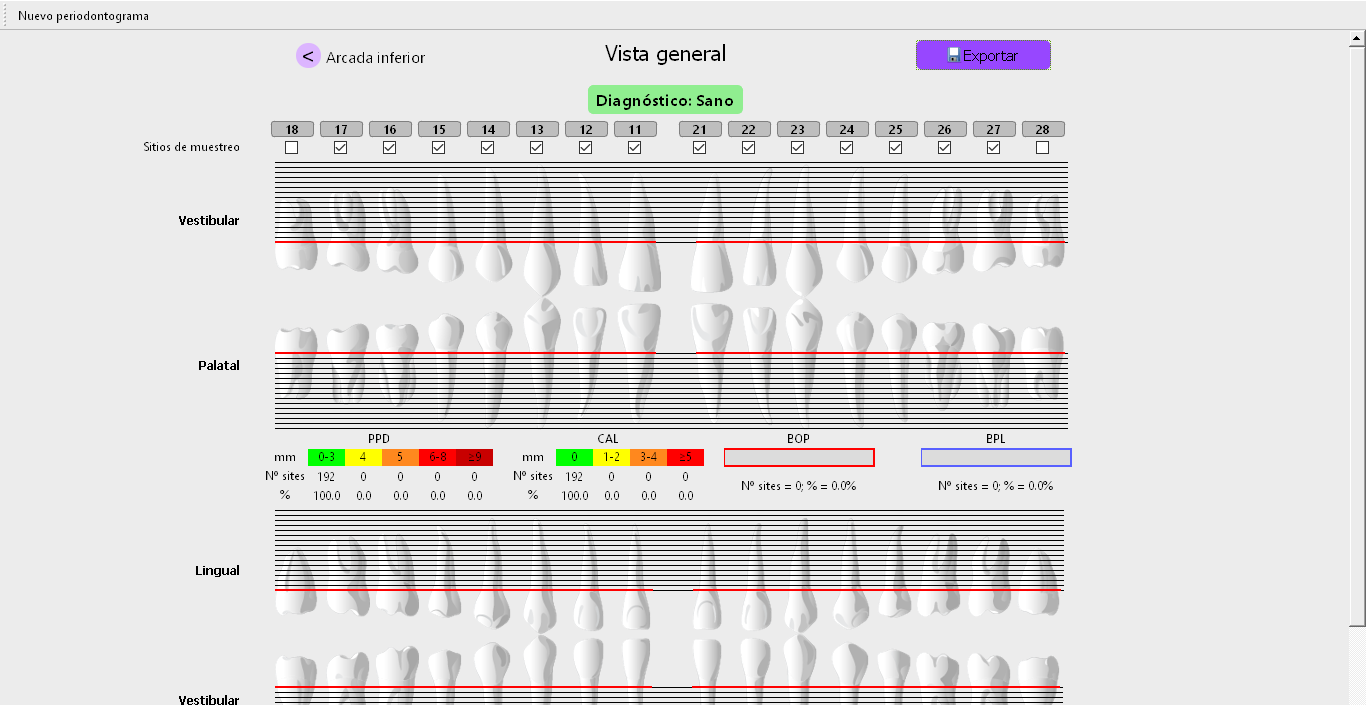 Nuevo periodontograma
< Arcada inferior
Vista general
Exportar
Diagnóstico: Sano
18 17 16 15 14 13 12 11 21 22 23 24 25 26 27 28
Sitios de muestreo
Vestibular
Palatal
PPD CAL BOP BPL
mm 0-3 4 5 6-8 ≥9 mm 0 1-2 3-4 ≥5
Nº sites 192 0 0 0 0 Nº sites 192 0 0 0
Nº sites = 0; % = 0.0% Nº sites = 0; % = 0.0%
% 100.0 0.0 0.0 0.0 0.0 % 100.0 0.0 0.0 0.0
Lingual
Vestibular